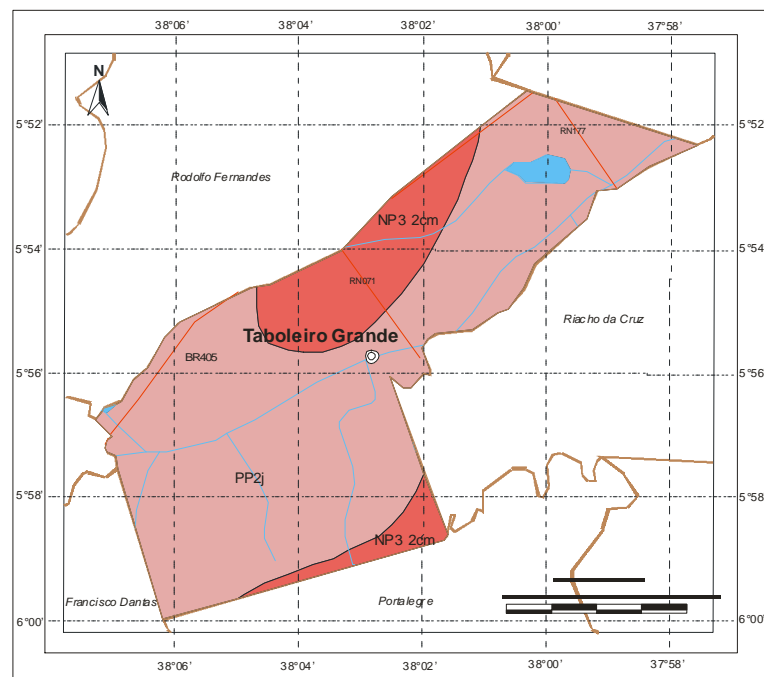 38°06' 38°04' 38°02' 38°00' 37°58'
N
5°52' 5°52'
RN177
Rodolfo Fernandes
NP3 2cm
5°54' 5°54'
RN071
Riacho da Cruz
Taboleiro Grande
BR405
5°56' 5°56'
PP2j
5°58' 5°58'
NP3 2cm
Francisco Dantas Portalegre
6°00' 6°00'
38°06' 38°04' 38°02' 38°00' 37°58'